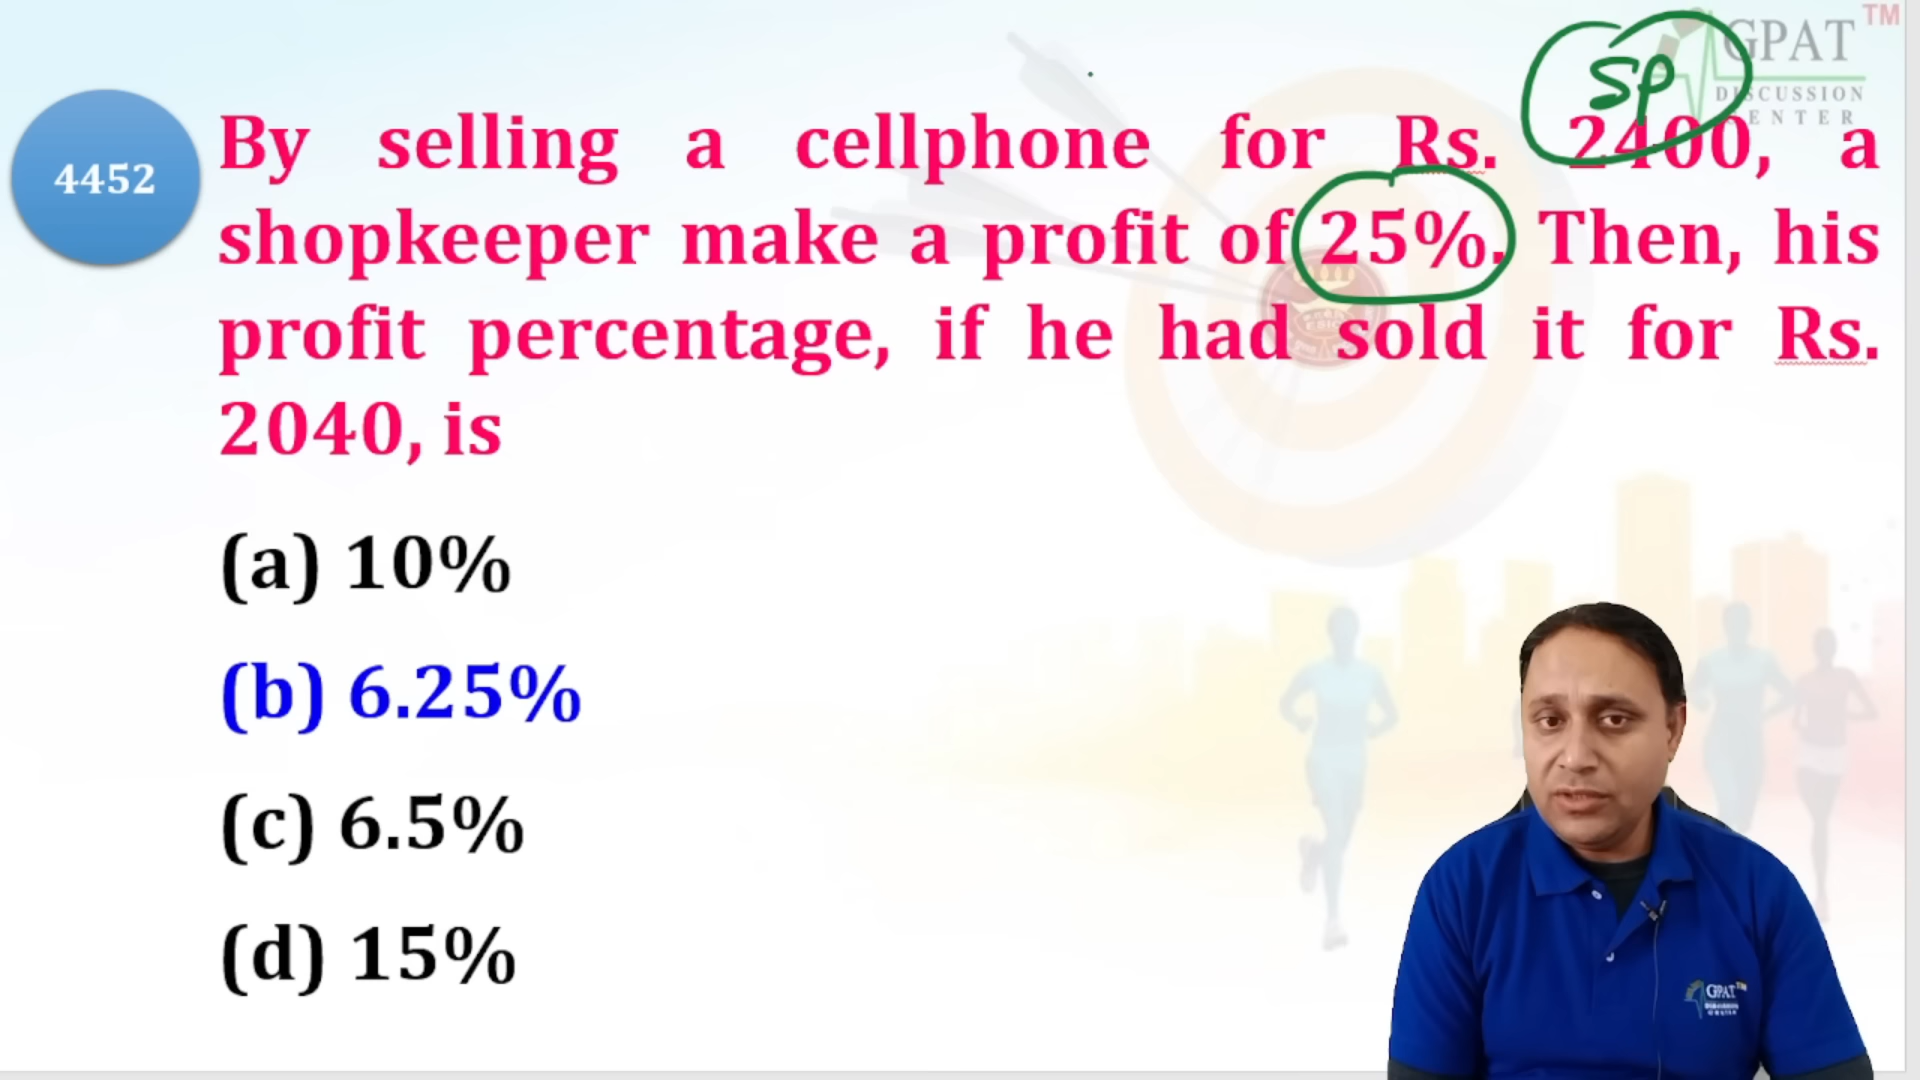 TM
GPAT
DISCUSSION
CENTER
SP
4452
By selling a cellphone for Rs. 2400, a
shopkeeper make a profit of 25%. Then, his
profit percentage, if he had sold it for Rs.
2040, is
(a) 10%
(b) 6.25%
(c) 6.5%
(d) 15%
GPAT